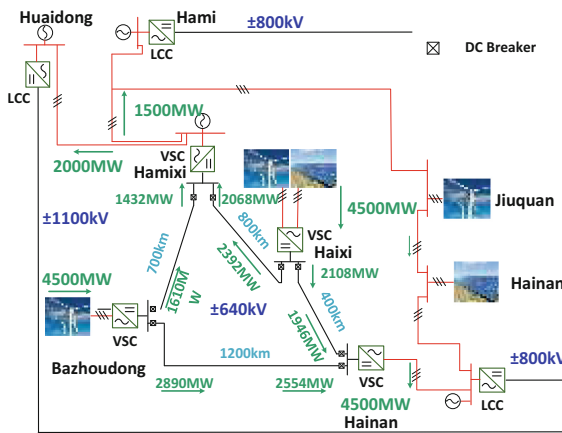 Huaidong
Hami
±800kV
LCC
DC Breaker
LCC
1500MW
2000MW
VSC
Hamixi
1432MW
2068MW
4500MW
Jiuquan
±1100kV
800km
VSC
Haixi
700km
2392MW
2108MW
4500MW
1610M
W
±640kV
400km
Hainan
VSC
Bazhoudong
1946MW
1200km
±800kV
2890MW
2554MW
VSC
4500MW
Hainan
LCC